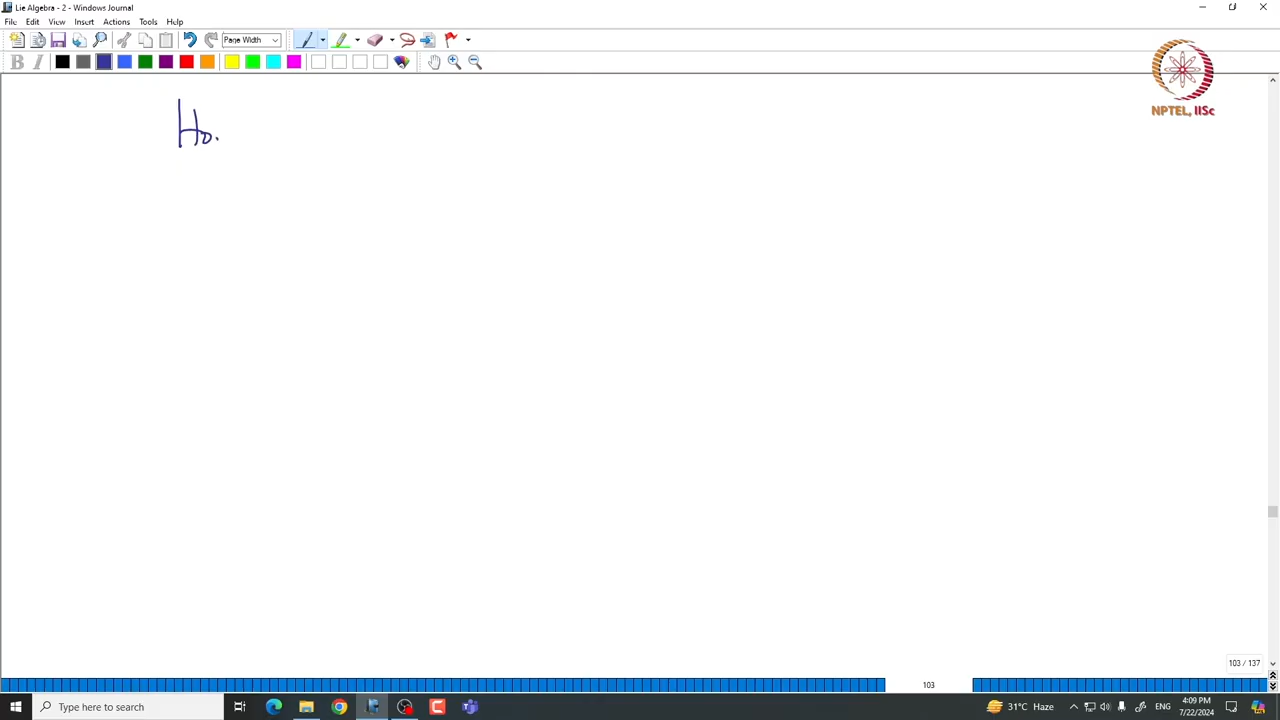 Lie Algebra - 2 - Windows Journal
File Edit View Insert Actions Tools Help
Page Width
B I
NPTEL, IISc
Ho.
103 / 137
103
Type here to search
31°C Haze
ENG
4:09 PM
7/22/2024